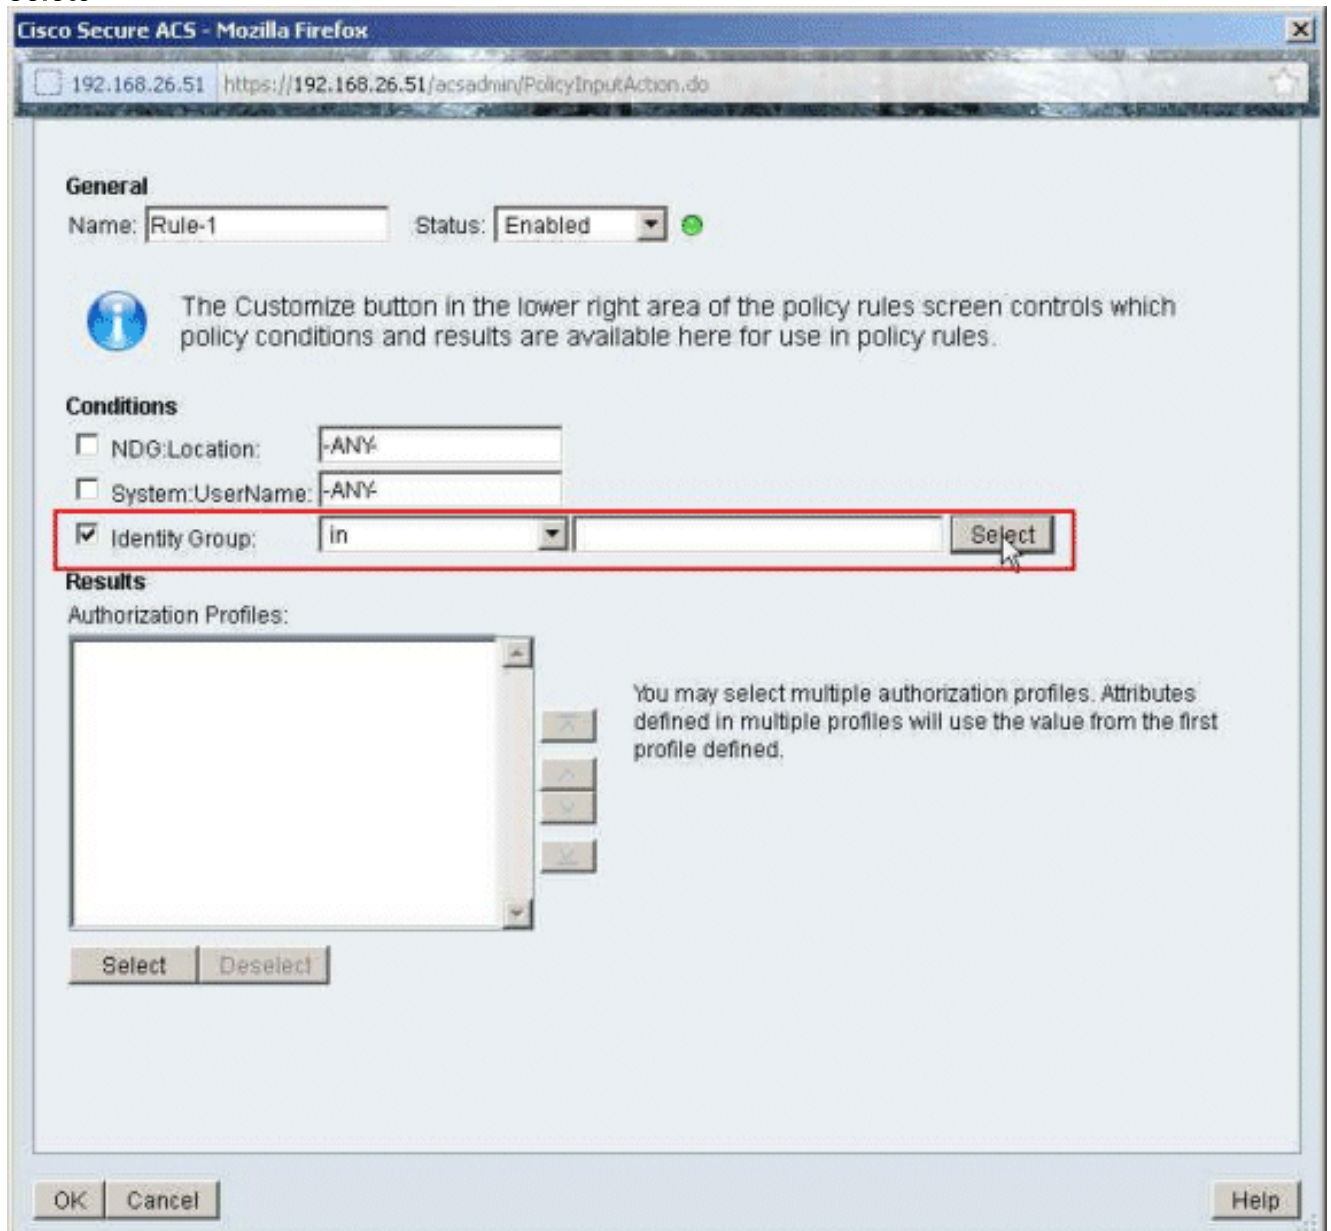 Cisco Secure ACS - Mozilla Firefox
192.168.26.51 https://192.168.26.51/acsadmin/PolicyInputAction.do
General
Name: Rule-1 Status: Enabled
The Customize button in the lower right area of the policy rules screen controls which
policy conditions and results are available here for use in policy rules.
Conditions
NDG:Location: -ANY-
System:UserName: -ANY-
Identity Group: in Select
Results
Authorization Profiles:
You may select multiple authorization profiles. Attributes
defined in multiple profiles will use the value from the first
profile defined.
Select Deselect
OK Cancel Help